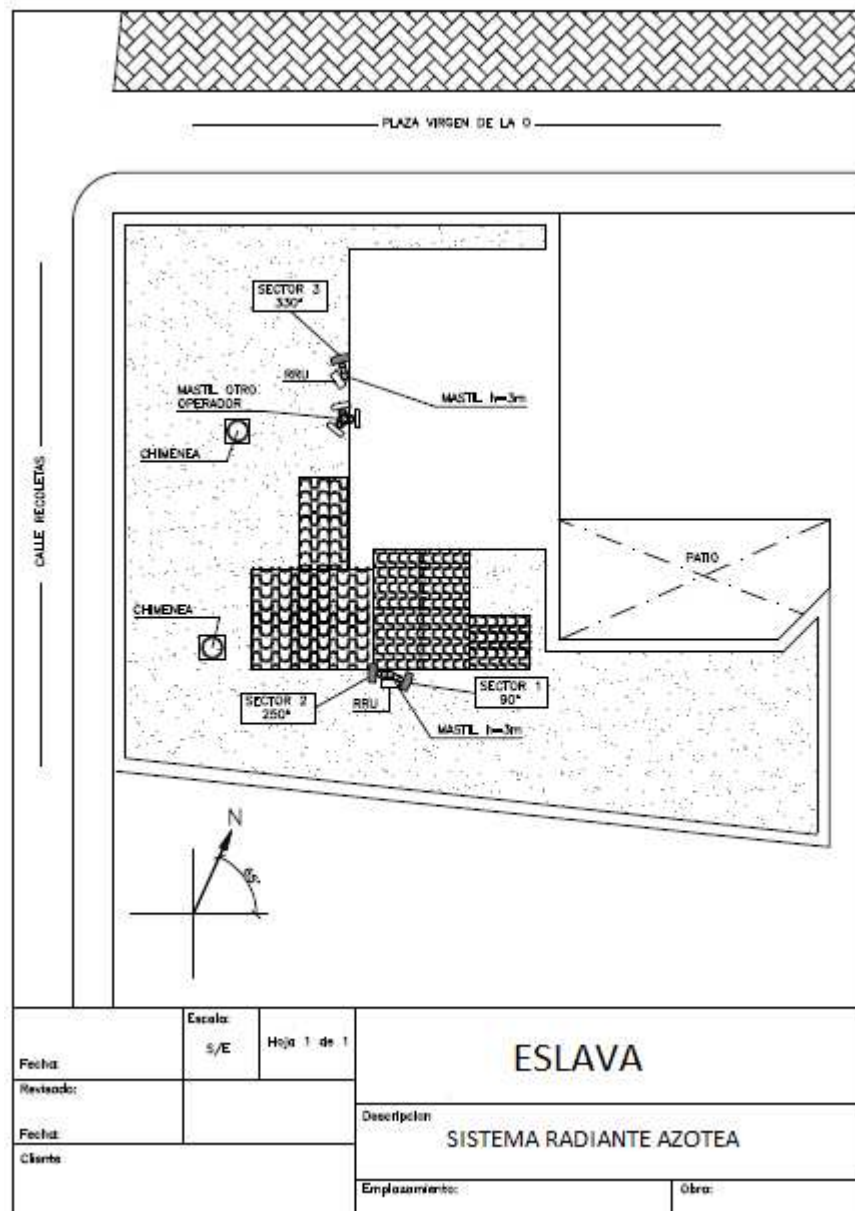 PLAZA VIRGEN DE LA O
CALLE RECOLETAS
SECTOR 3
330°
RRU
MASTIL OTRO
OPERADOR
MASTIL h=3m
CHIMENEA
PATIO
CHIMENEA
SECTOR 2
250°
RRU
SECTOR 1
90°
MASTIL h=3m
N
Fecha:
Escala:
S/E
Hoja 1 de 1
ESLAVA
Revisado:
Fecha:
Descripcion
SISTEMA RADIANTE AZOTEA
Cliente
Emplazamiento:
Obra: